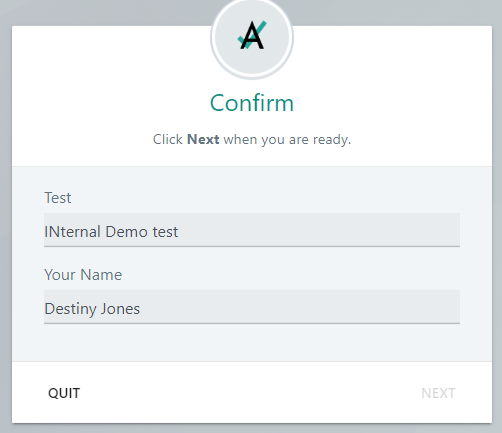 A
Confirm
Click Next when you are ready.
Test
INternal Demo test
Your Name
Destiny Jones
QUIT
NEXT